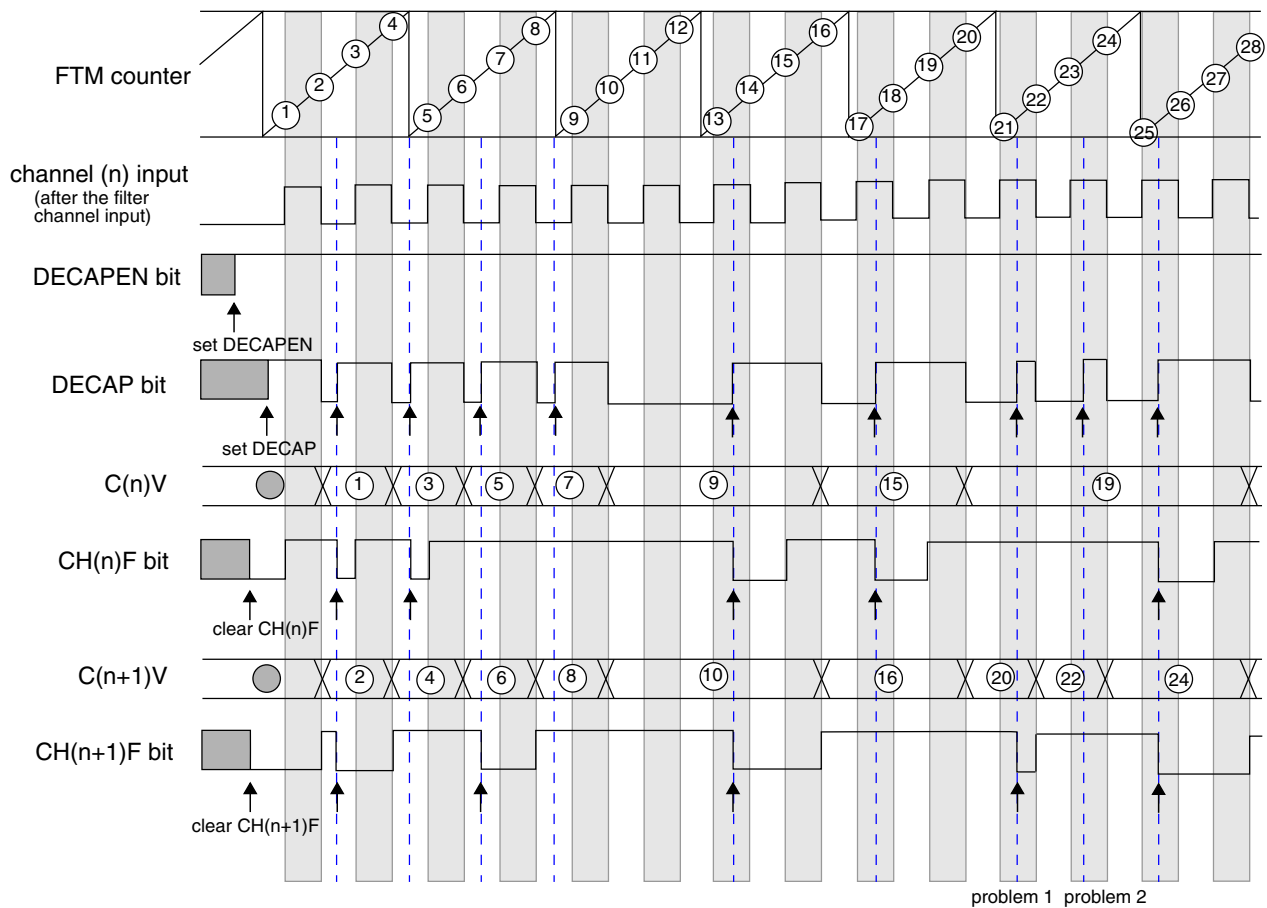 4 8 12 16 20 24 28
3 7 11 15 19 23 27
FTM counter
2 6 10 14 18 22 26
1 5 9 13 17 21 25
channel (n) input
(after the filter
channel input)
DECAPEN bit
set DECAPEN
DECAP bit
set DECAP
C(n)V 1 3 5 7 9 15 19
CH(n)F bit
clear CH(n)F
C(n+1)V 2 4 6 8 10 16 20 22 24
CH(n+1)F bit
clear CH(n+1)F
problem 1 problem 2